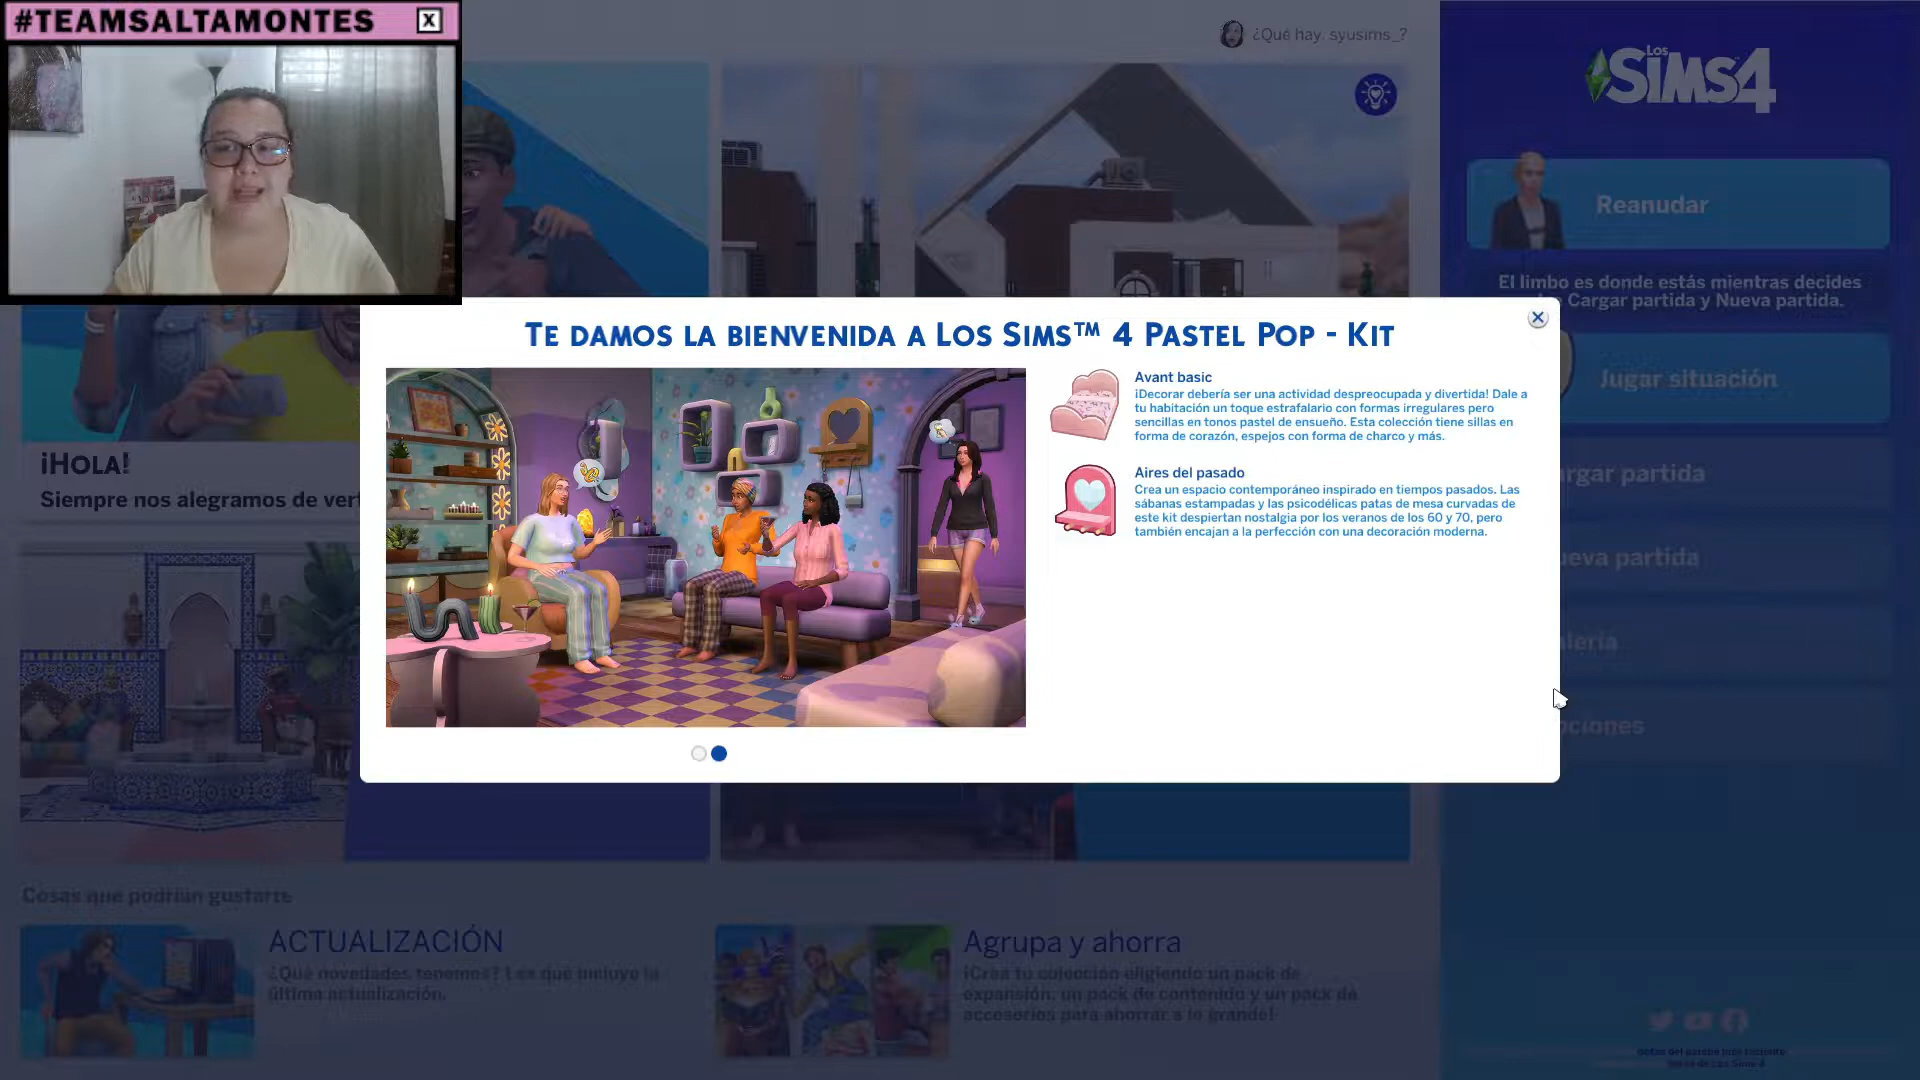 #TEAMSALTAMONTES
X
¿Qué hay, syusims_?
Los
SIMS4
Reanudar
El limbo es donde estás mientras decides
Cargar partida y Nueva partida.
Jugar situación
TE DAMOS LA BIENVENIDA A LOS SIMS™ 4 PASTEL POP - KIT
Avant basic
¡Decorar debería ser una actividad despreocupada y divertida! Dale a
tu habitación un toque estrafalario con formas irregulares pero
sencillas en tonos pastel de ensueño. Esta colección tiene sillas en
forma de corazón, espejos con forma de charco y más.
Aires del pasado
Crea un espacio contemporáneo inspirado en tiempos pasados. Las
sábanas estampadas y las psicodélicas patas de mesa curvadas de
este kit despiertan nostalgia por los veranos de los 60 y 70, pero
también encajan a la perfección con una decoración moderna.
¡HOLA!
Siempre nos alegramos de ver
rgar partida
ueva partida
lería
ciones
Cosas que podrían gustarte
ACTUALIZACIÓN
¿Qué novedades tenemos? Lee qué incluye la
última actualización.
Agrupa y ahorra
¡Crea tu colección eligiendo un pack de
expansión, un pack de contenido y un pack de
accesorios para ahorrar a lo grande!